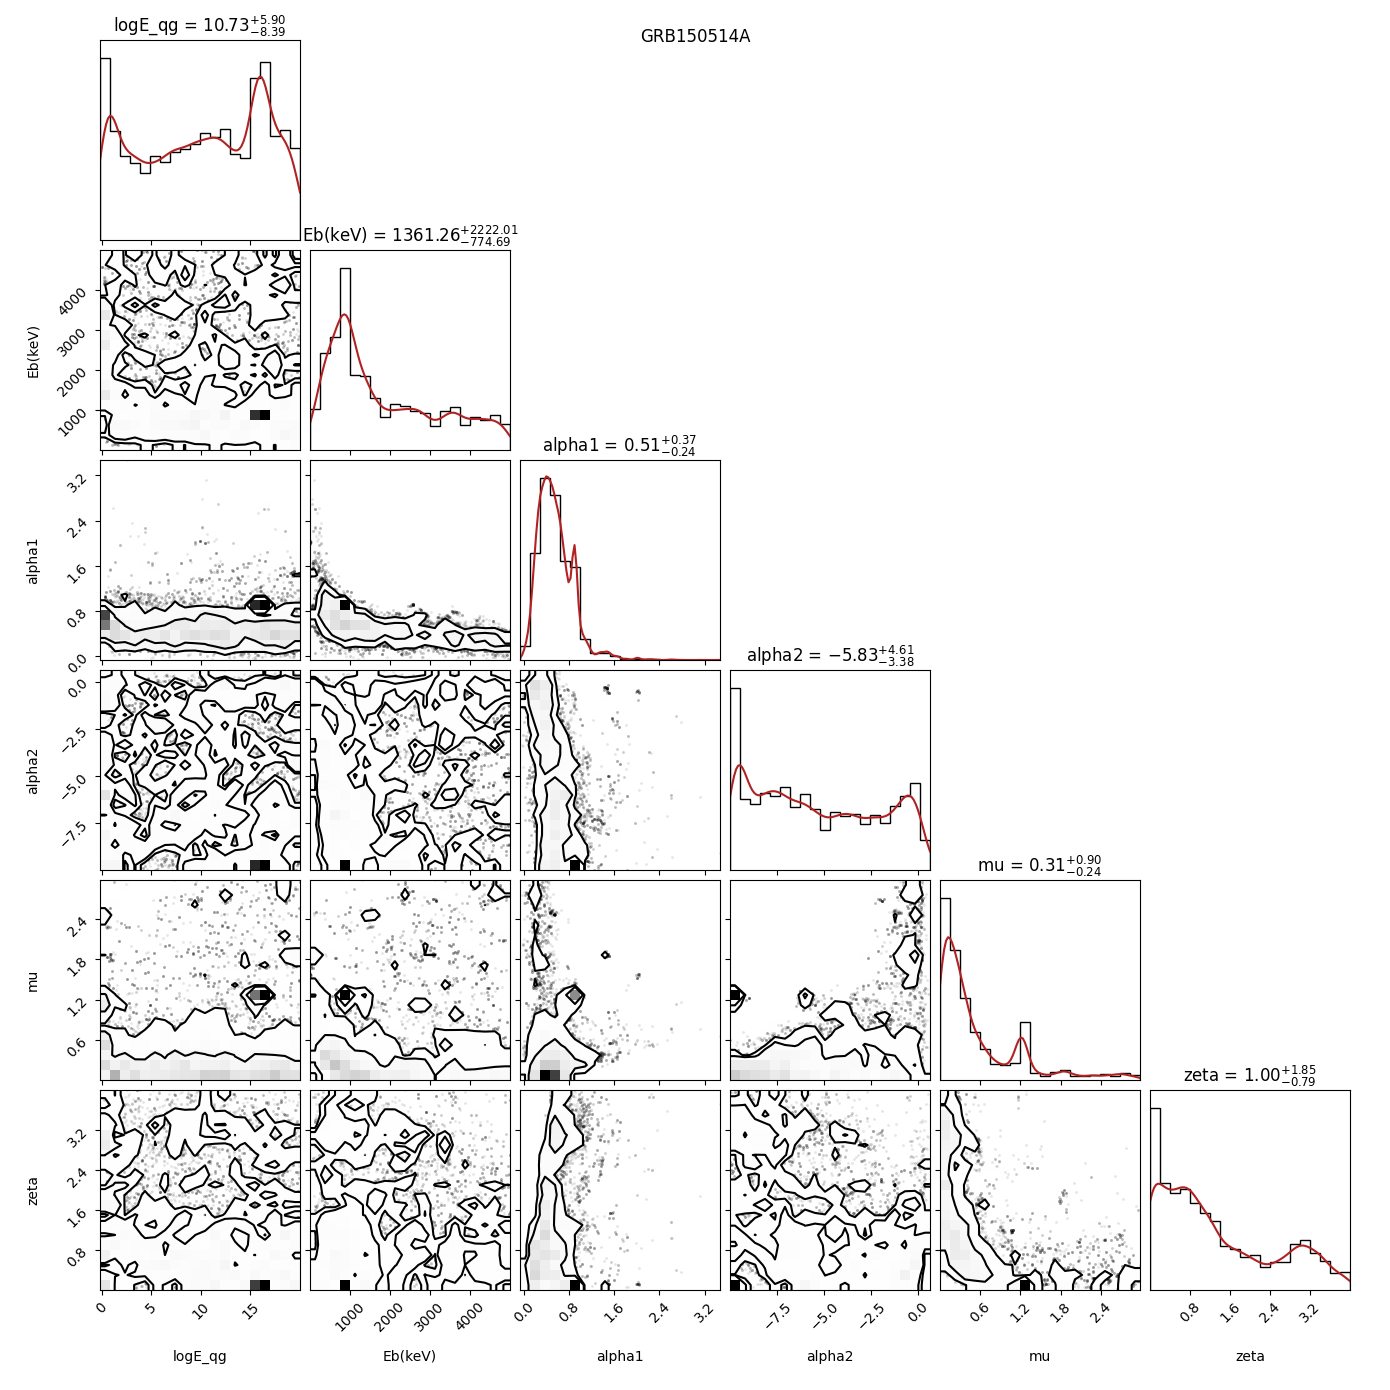 GRB150514A
logE_qg = 10.73^{+5.90}_{-8.39}
Eb(keV) = 1361.26^{+2222.01}_{-774.69}
Eb(keV)
4000
3000
2000
1000
alpha1 = 0.51^{+0.37}_{-0.24}
alpha1
3.2
2.4
1.6
0.8
0.0
alpha2 = −5.83^{+4.61}_{-3.38}
alpha2
0.0
−2.5
−5.0
−7.5
mu = 0.31^{+0.90}_{-0.24}
mu
2.4
1.8
1.2
0.6
zeta = 1.00^{+1.85}_{-0.79}
zeta
3.2
2.4
1.6
0.8
0 5 10 15
1000 2000 3000 4000
0.0 0.8 1.6 2.4 3.2
−7.5 −5.0 −2.5 0.0
0.6 1.2 1.8 2.4
0.8 1.6 2.4 3.2
logE_qg Eb(keV) alpha1 alpha2 mu zeta